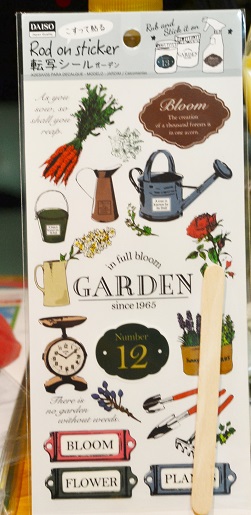 DAISO
こすって貼る
Rod on sticker
転写シール ガーデン
Rub and
Stick it on
13
As you
sow, so
shall you
reap.
Bloom
The creation
of a thousand forests is
in one acorn.
in full bloom
GARDEN
since 1965
Number
12
There is
no garden
without weeds.
BLOOM
FLOWER